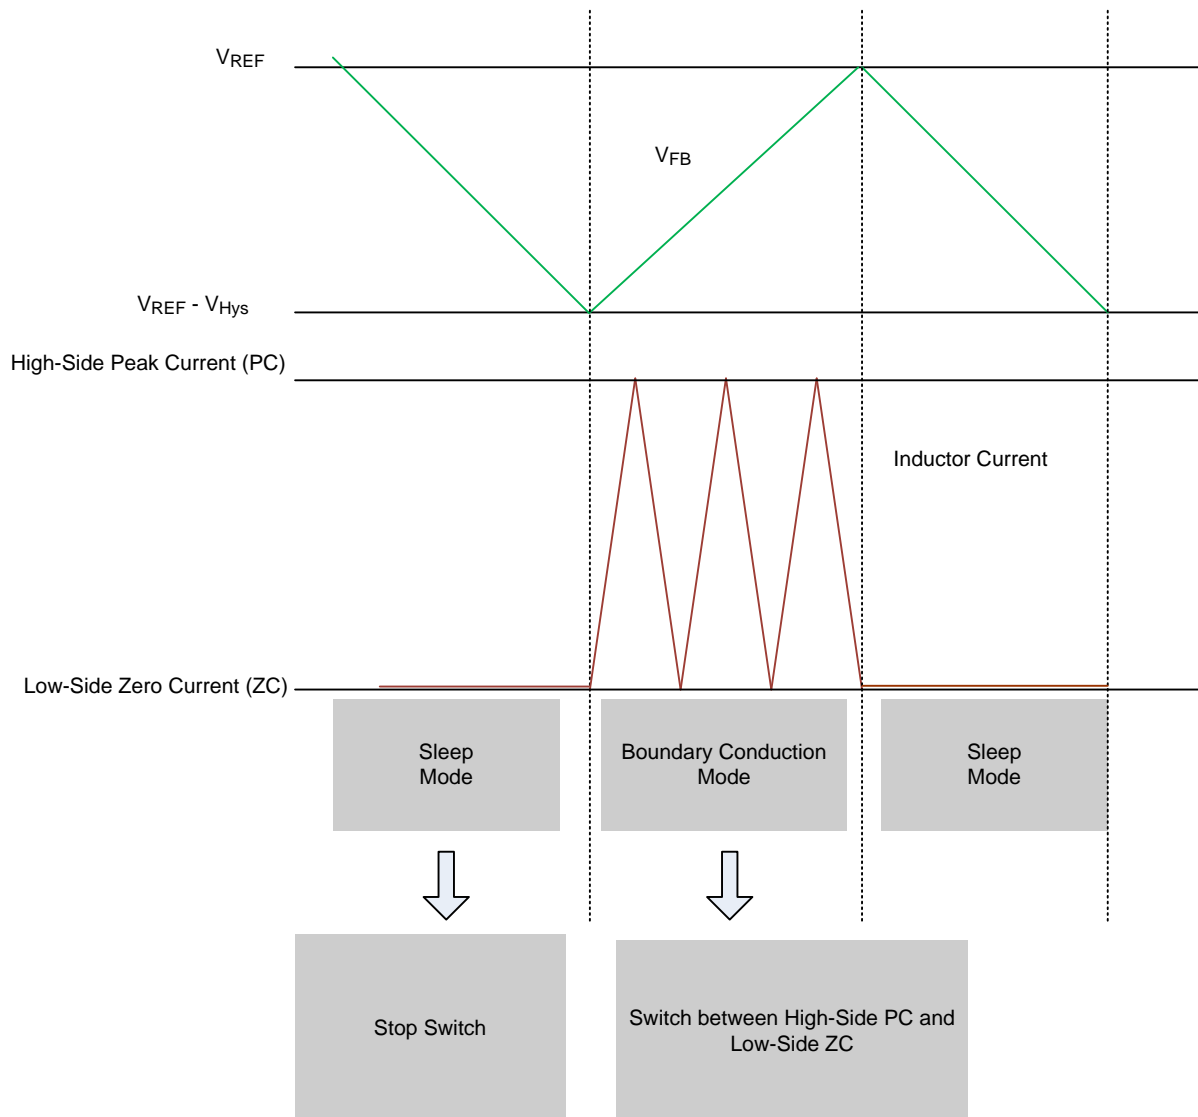 VREF
VFB
VREF - VHys
High-Side Peak Current (PC)
Inductor Current
Low-Side Zero Current (ZC)
Sleep
Mode
Boundary Conduction
Mode
Sleep
Mode
Stop Switch
Switch between High-Side PC and
Low-Side ZC